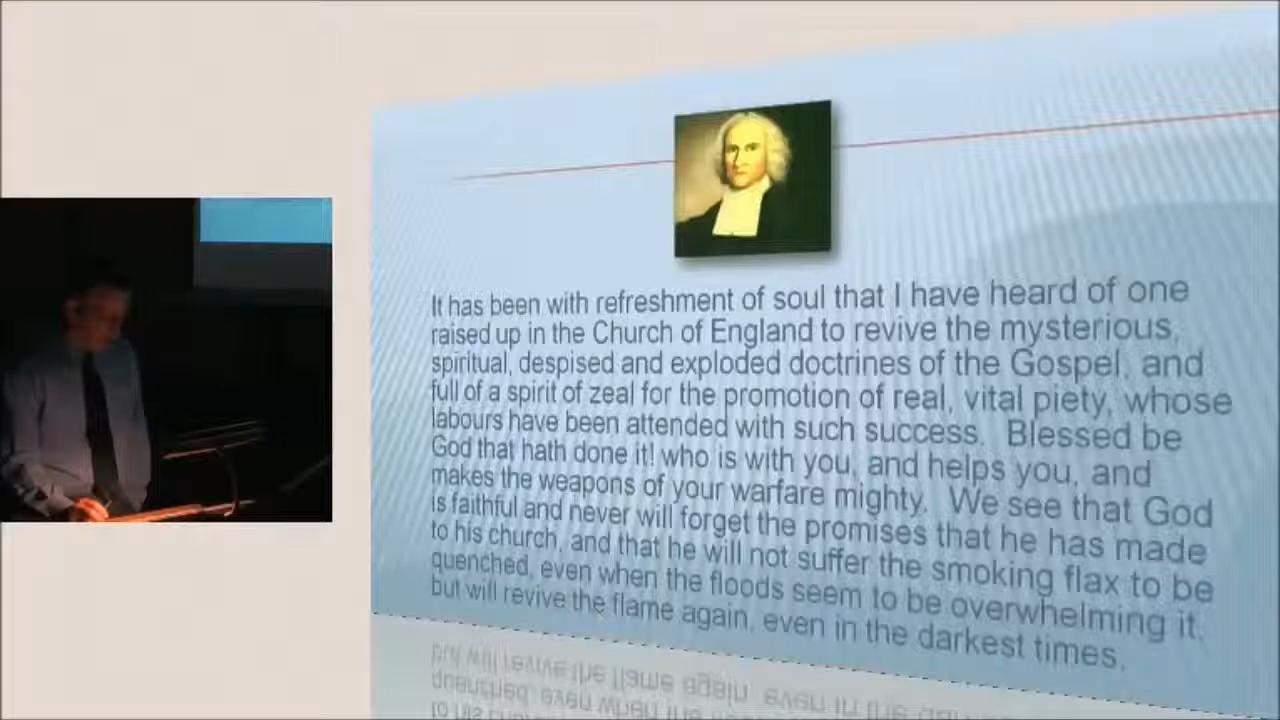 It has been with refreshment of soul that I have heard of one
raised up in the Church of England to revive the mysterious,
spiritual, despised and exploded doctrines of the Gospel, and
full of a spirit of zeal for the promotion of real, vital piety, whose
labours have been attended with such success.  Blessed be
God that hath done it! who is with you, and helps you, and
makes the weapons of your warfare mighty.  We see that God
is faithful and never will forget the promises that he has made
to his church, and that he will not suffer the smoking flax to be
quenched, even when the floods seem to be overwhelming it,
but will revive the flame again, even in the darkest times.